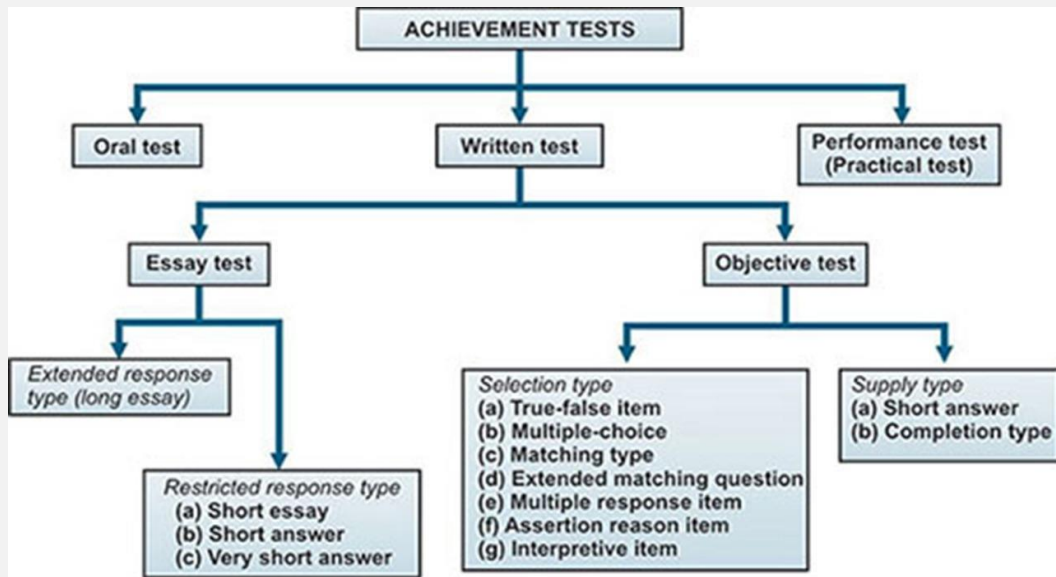 ACHIEVEMENT TESTS
Oral test
Written test
Performance test
(Practical test)
Essay test
Objective test
Extended response
type (long essay)
Restricted response type
(a) Short essay
(b) Short answer
(c) Very short answer
Selection type
(a) True-false item
(b) Multiple-choice
(c) Matching type
(d) Extended matching question
(e) Multiple response item
(f) Assertion reason item
(g) Interpretive item
Supply type
(a) Short answer
(b) Completion type